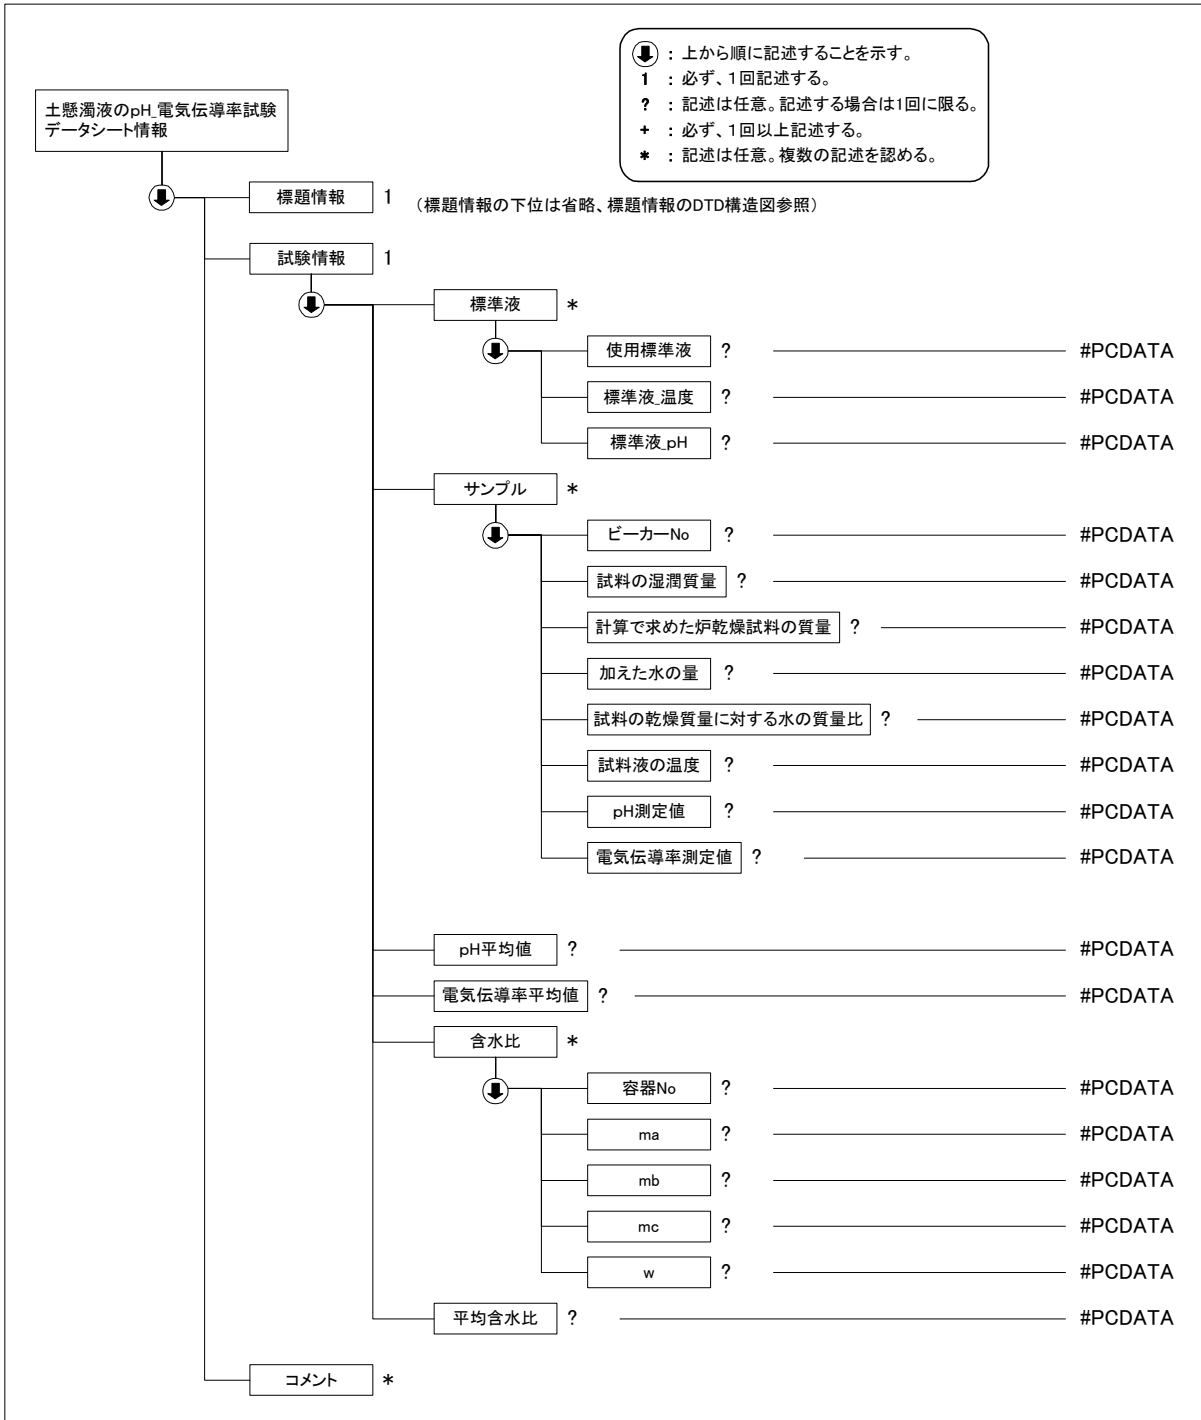 ⬇ : 上から順に記述することを示す。
1 : 必ず、1回記述する。
? : 記述は任意。記述する場合は1回に限る。
+ : 必ず、1回以上記述する。
* : 記述は任意。複数の記述を認める。
土懸濁液のpH_電気伝導率試験
データシート情報
標題情報 1 (標題情報の下位は省略、標題情報のDTD構造図参照)
試験情報 1
標準液 *
使用標準液 ? #PCDATA
標準液_温度 ? #PCDATA
標準液_pH ? #PCDATA
サンプル *
ビーカーNo ? #PCDATA
試料の湿潤質量 ? #PCDATA
計算で求めた炉乾燥試料の質量 ? #PCDATA
加えた水の量 ? #PCDATA
試料の乾燥質量に対する水の質量比 ? #PCDATA
試料液の温度 ? #PCDATA
pH測定値 ? #PCDATA
電気伝導率測定値 ? #PCDATA
pH平均値 ? #PCDATA
電気伝導率平均値 ? #PCDATA
含水比 *
容器No ? #PCDATA
ma ? #PCDATA
mb ? #PCDATA
mc ? #PCDATA
w ? #PCDATA
平均含水比 ? #PCDATA
コメント *